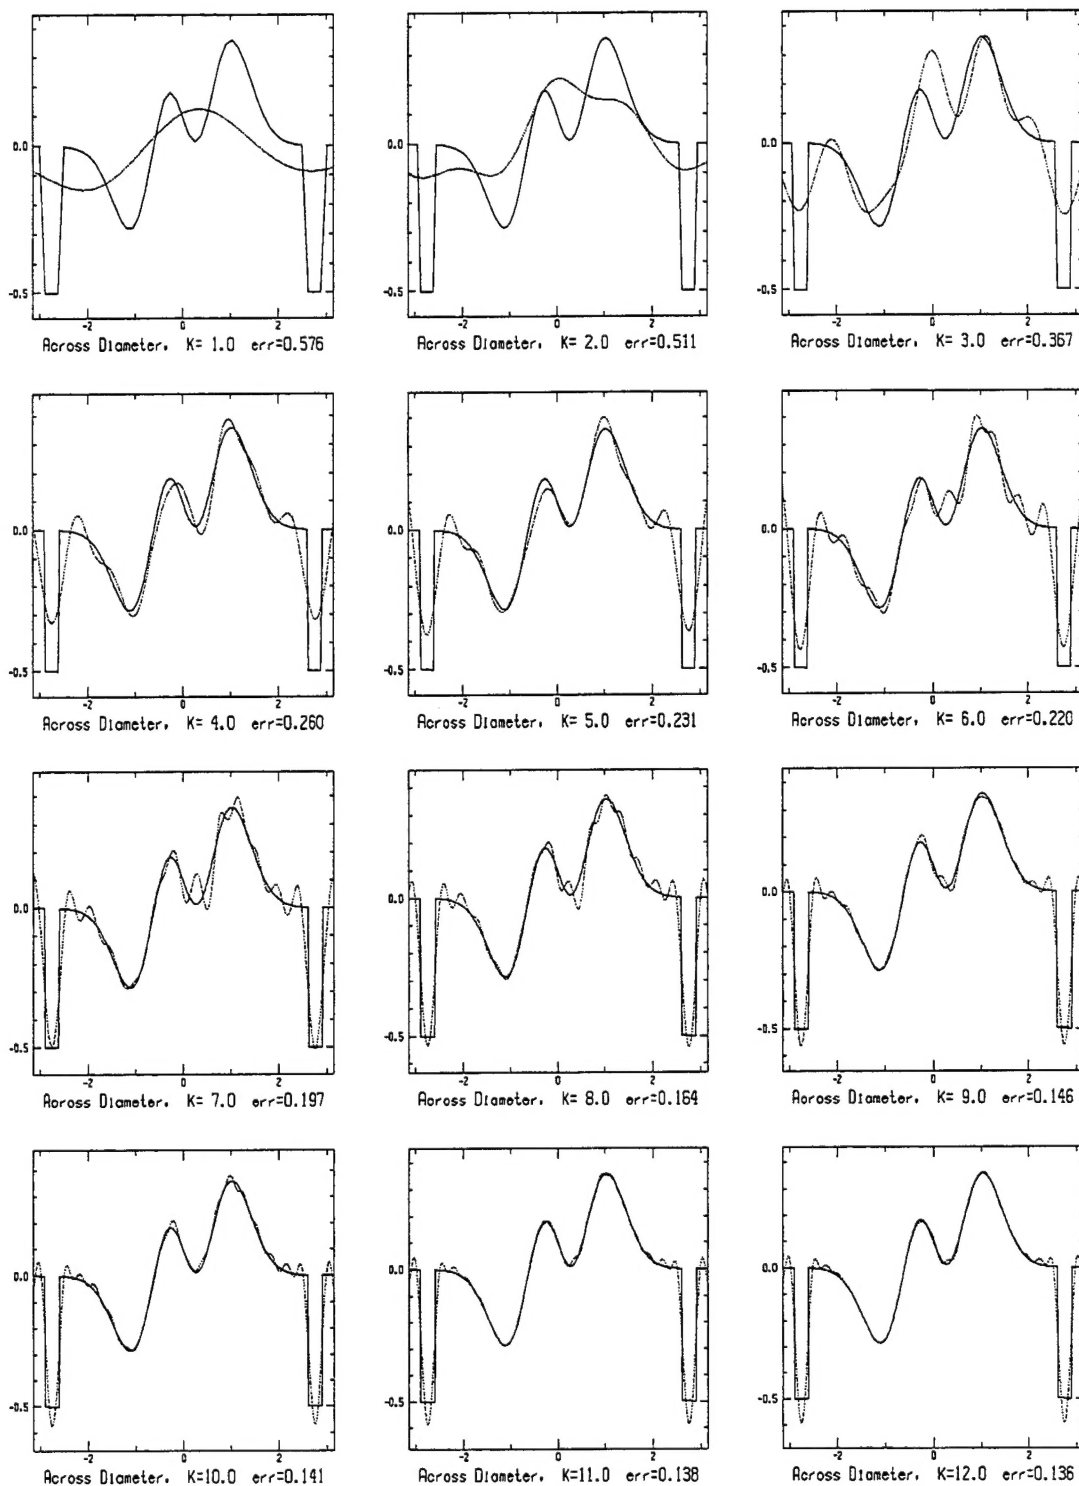 0.0
-0.5
-2 0 2
Across Diameter, K= 1.0 err=0.576
-2 0 2
Across Diameter, K= 2.0 err=0.511
0.0
-0.5
-2 0 2
Across Diameter, K= 3.0 err=0.367
0.0
-0.5
-2 0 2
Across Diameter, K= 4.0 err=0.260
0.0
-0.5
-2 0 2
Across Diameter, K= 5.0 err=0.231
0.0
-0.5
-2 0 2
Across Diameter, K= 6.0 err=0.220
0.0
-0.5
-2 0 2
Across Diameter, K= 7.0 err=0.197
0.0
-0.5
-2 0 2
Across Diameter, K= 8.0 err=0.164
0.0
-0.5
-2 0 2
Across Diameter, K= 9.0 err=0.146
0.0
-0.5
-2 0 2
Across Diameter, K=10.0 err=0.141
0.0
-0.5
-2 0 2
Across Diameter, K=11.0 err=0.138
0.0
-0.5
-2 0 2
Across Diameter, K=12.0 err=0.136